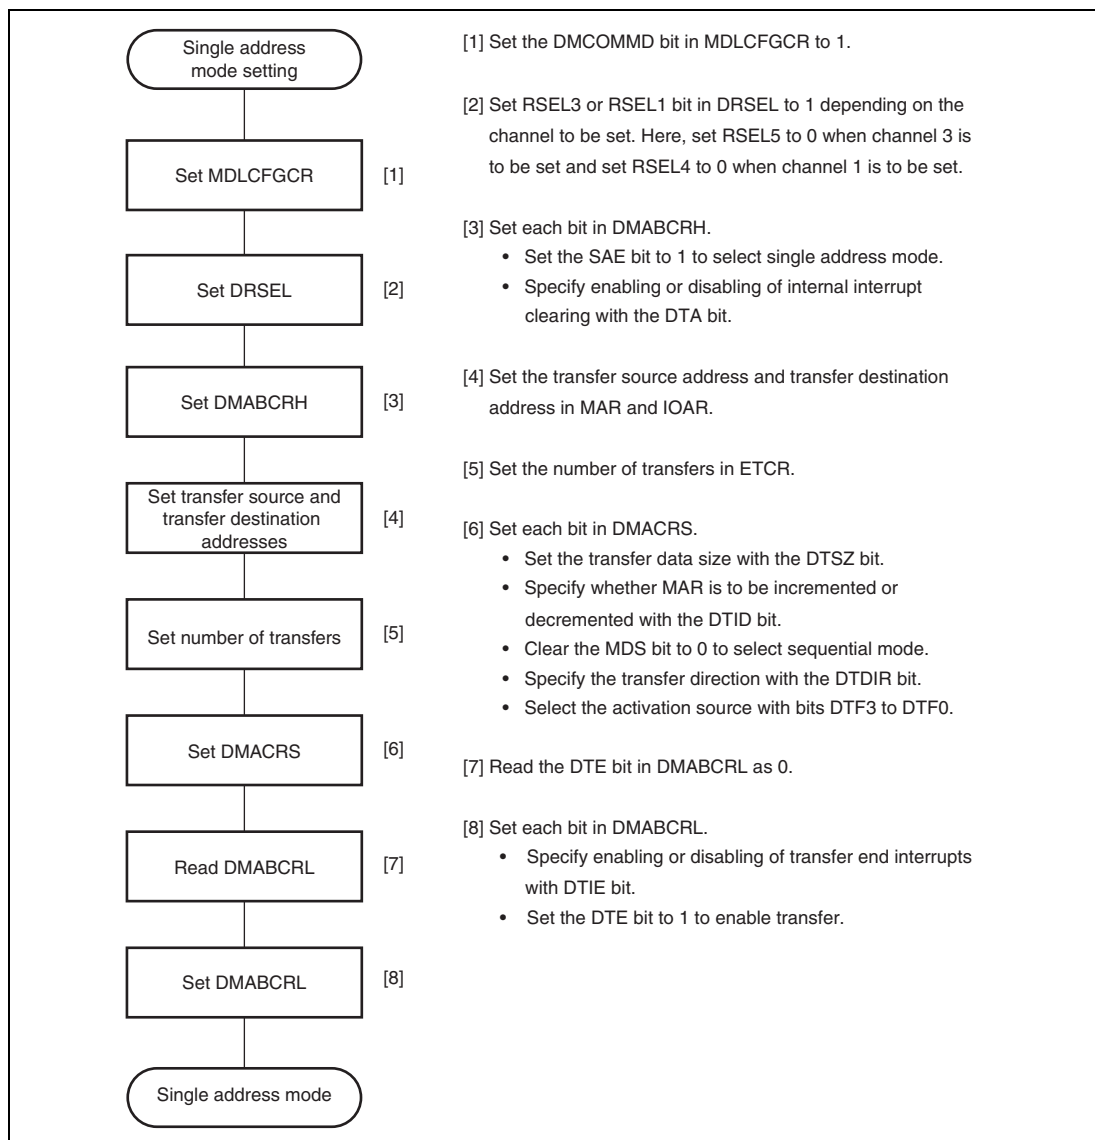 Single address
mode setting
Set MDLCFGCR
[1]
Set DRSEL
[2]
Set DMABCRH
[3]
Set transfer source and
transfer destination
addresses
[4]
Set number of transfers
[5]
Set DMACRS
[6]
Read DMABCRL
[7]
Set DMABCRL
[8]
Single address mode
[1] Set the DMCOMMD bit in MDLCFGCR to 1.
[2] Set RSEL3 or RSEL1 bit in DRSEL to 1 depending on the
channel to be set. Here, set RSEL5 to 0 when channel 3 is
to be set and set RSEL4 to 0 when channel 1 is to be set.
[3] Set each bit in DMABCRH.
• Set the SAE bit to 1 to select single address mode.
• Specify enabling or disabling of internal interrupt
clearing with the DTA bit.
[4] Set the transfer source address and transfer destination
address in MAR and IOAR.
[5] Set the number of transfers in ETCR.
[6] Set each bit in DMACRS.
• Set the transfer data size with the DTSZ bit.
• Specify whether MAR is to be incremented or
decremented with the DTID bit.
• Clear the MDS bit to 0 to select sequential mode.
• Specify the transfer direction with the DTDIR bit.
• Select the activation source with bits DTF3 to DTF0.
[7] Read the DTE bit in DMABCRL as 0.
[8] Set each bit in DMABCRL.
• Specify enabling or disabling of transfer end interrupts
with DTIE bit.
• Set the DTE bit to 1 to enable transfer.